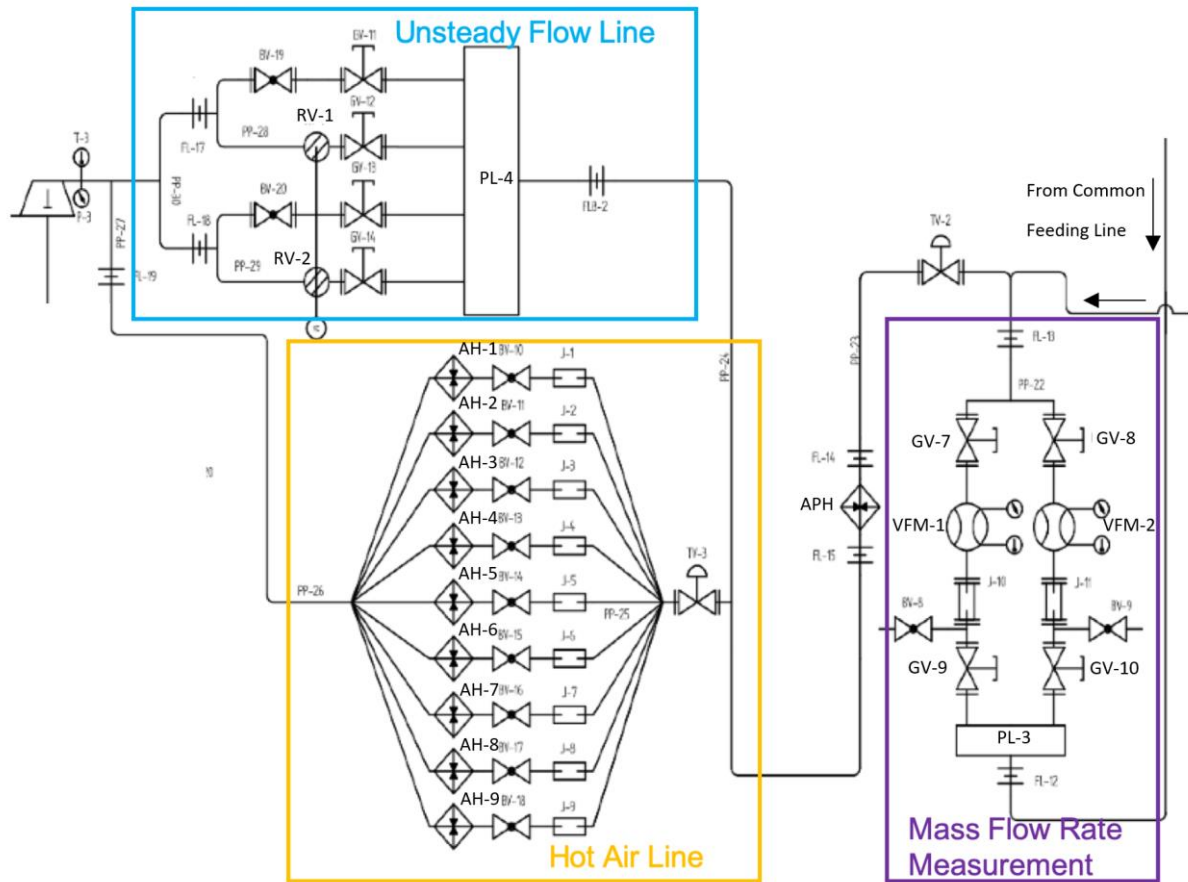 Unsteady Flow Line
GV-11
BV-19
GV-12
RV-1
T-3
PP-28
FL-17
GV-13
PL-4
BV-20
PP-30
FLB-2
From Common
Feeding Line
P-3
PP-27
FL-18
GV-14
TV-2
RV-2
PP-29
FL-19
PP-23
FL-13
AH-1
BV-10
J-1
PP-24
PP-22
AH-2
BV-11
J-2
GV-7
GV-8
AH-3
BV-12
J-3
FL-14
AH-4
BV-13
J-4
APH
VFM-1
VFM-2
AH-5
BV-14
J-5
TV-3
FL-15
PP-26
PP-25
J-10
J-11
BV-8
BV-9
AH-6
BV-15
J-6
GV-9
GV-10
AH-7
BV-16
J-7
AH-8
BV-17
J-8
PL-3
FL-12
AH-9
BV-18
J-9
Hot Air Line
Mass Flow Rate
Measurement